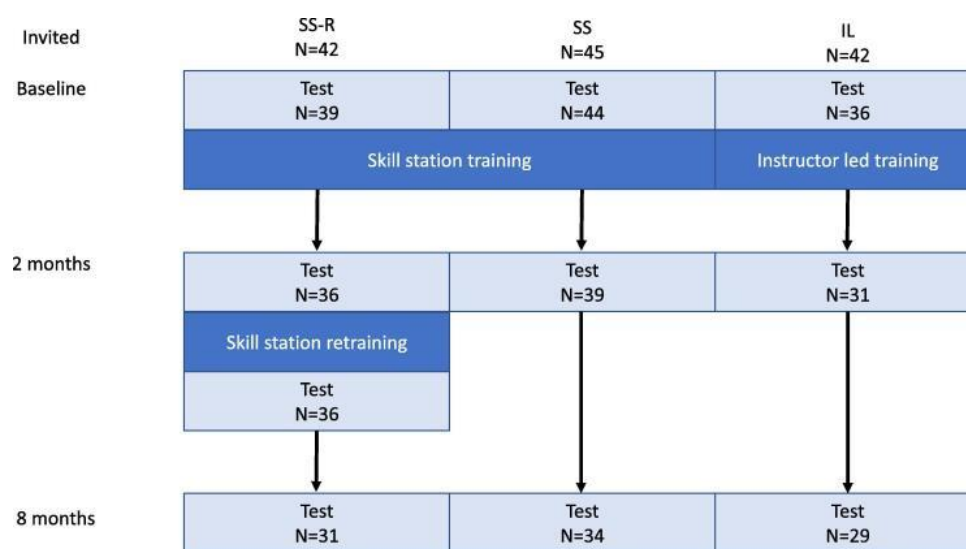 Invited
SS-R
N=42
SS
N=45
IL
N=42
Baseline
Test
N=39
Test
N=44
Test
N=36
Skill station training
Instructor led training
2 months
Test
N=36
Test
N=39
Test
N=31
Skill station retraining
Test
N=36
8 months
Test
N=31
Test
N=34
Test
N=29